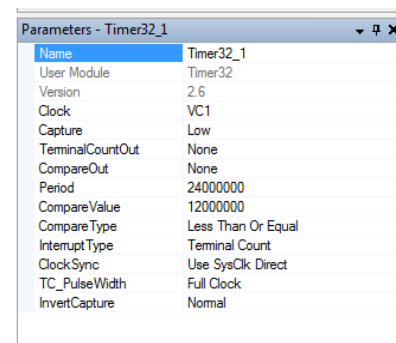 Parameters - Timer32_1
Name Timer32_1
User Module Timer32
Version 2.6
Clock VC1
Capture Low
TerminalCountOut None
CompareOut None
Period 24000000
CompareValue 12000000
CompareType Less Than Or Equal
InterruptType Terminal Count
ClockSync Use SysClk Direct
TC_PulseWidth Full Clock
InvertCapture Normal